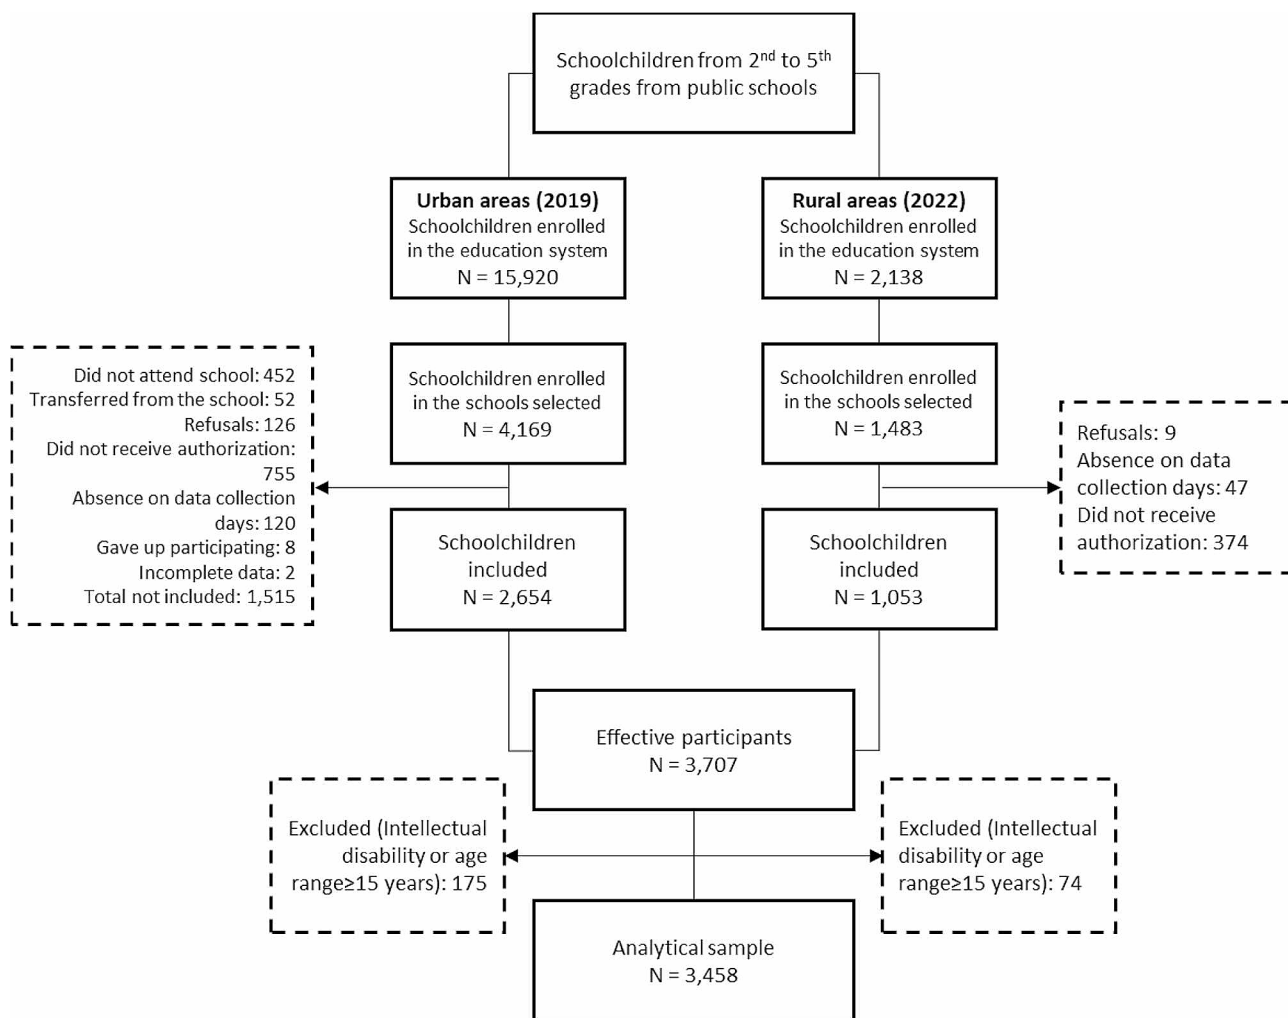 Schoolchildren from 2nd to 5th
grades from public schools
Urban areas (2019)
Schoolchildren enrolled
in the education system
N = 15,920
Rural areas (2022)
Schoolchildren enrolled
in the education system
N = 2,138
Did not attend school: 452
Transferred from the school: 52
Refusals: 126
Did not receive authorization:
755
Absence on data collection
days: 120
Gave up participating: 8
Incomplete data: 2
Total not included: 1,515
Schoolchildren enrolled
in the schools selected
N = 4,169
Schoolchildren enrolled
in the schools selected
N = 1,483
Refusals: 9
Absence on data
collection days: 47
Did not receive
authorization: 374
Schoolchildren
included
N = 2,654
Schoolchildren
included
N = 1,053
Effective participants
N = 3,707
Excluded (Intellectual
disability or age
range≥15 years): 175
Excluded (Intellectual
disability or age
range≥15 years): 74
Analytical sample
N = 3,458